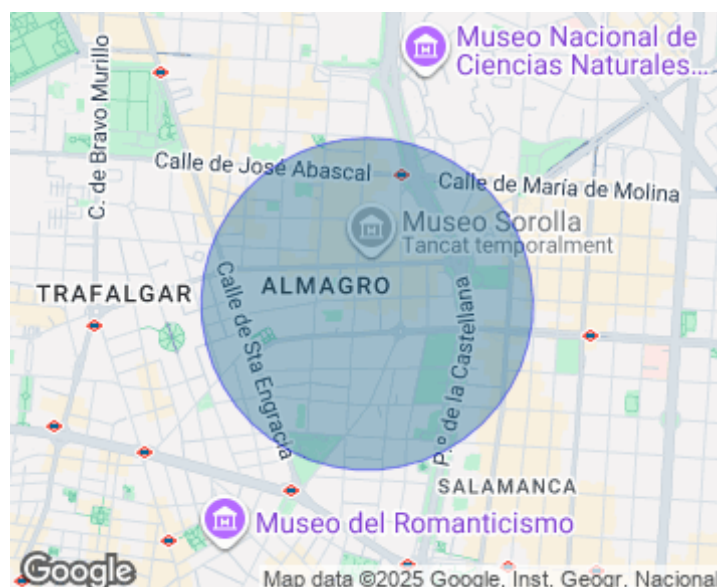 Museo Nacional de
Ciencias Naturales...
C. de Bravo Murillo
Calle de José Abascal
Calle de María de Molina
Museo Sorolla
Tancat temporalment
TRAFALGAR
ALMAGRO
Calle de Sta Engracia
P.º de la Castellana
SALAMANCA
Museo del Romanticismo
Google
Map data ©2025 Google, Inst. Geogr. Nacional